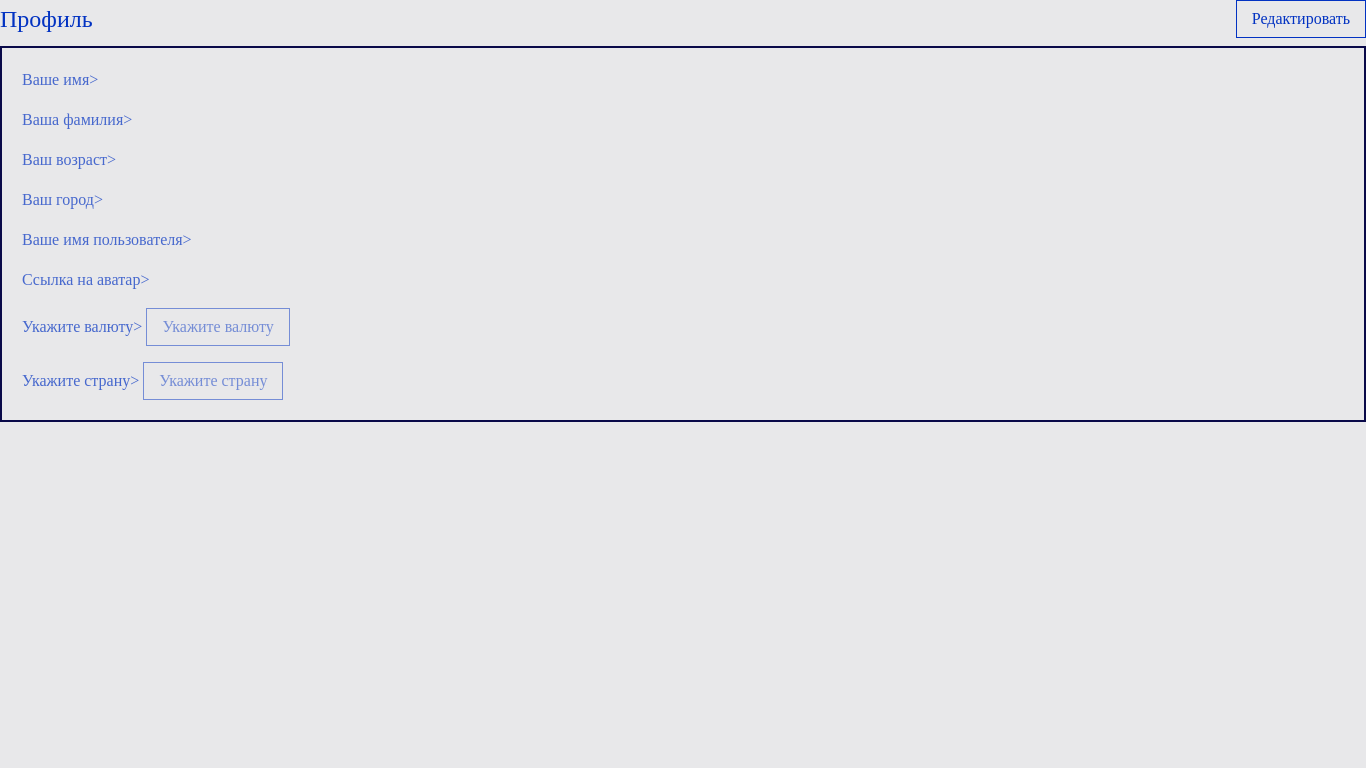 Профиль
Редактировать
Ваше имя>
Ваша фамилия>
Ваш возраст>
Ваш город>
Ваше имя пользователя>
Ссылка на аватар>
Укажите валюту> Укажите валюту
Укажите страну> Укажите страну